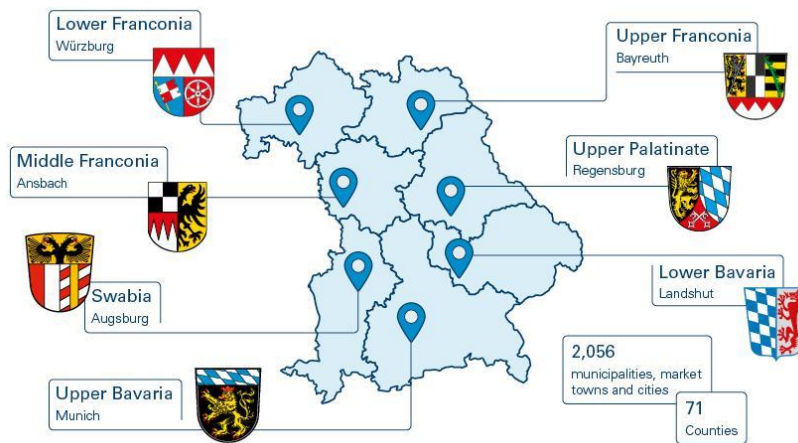 Lower Franconia
Würzburg
Upper Franconia
Bayreuth
Middle Franconia
Ansbach
Upper Palatinate
Regensburg
Swabia
Augsburg
Lower Bavaria
Landshut
Upper Bavaria
Munich
2,056
municipalities, market
towns and cities
71
Counties